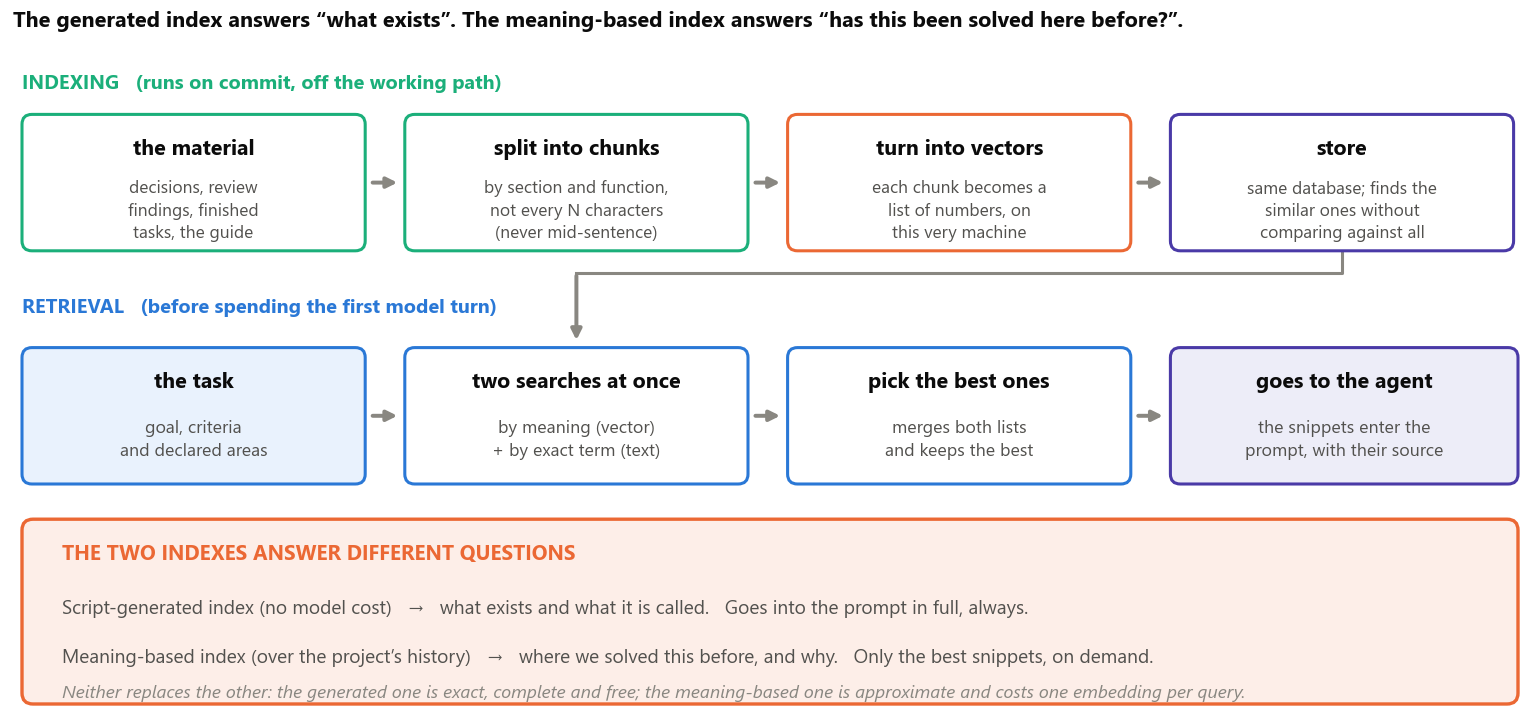 The generated index answers “what exists”. The meaning-based index answers “has this been solved here before?”.
INDEXING (runs on commit, off the working path)
the material
decisions, review
findings, finished
tasks, the guide
split into chunks
by section and function,
not every N characters
(never mid-sentence)
turn into vectors
each chunk becomes a
list of numbers, on
this very machine
store
same database; finds the
similar ones without
comparing against all
RETRIEVAL (before spending the first model turn)
the task
goal, criteria
and declared areas
two searches at once
by meaning (vector)
+ by exact term (text)
pick the best ones
merges both lists
and keeps the best
goes to the agent
the snippets enter the
prompt, with their source
THE TWO INDEXES ANSWER DIFFERENT QUESTIONS
Script-generated index (no model cost) → what exists and what it is called. Goes into the prompt in full, always.
Meaning-based index (over the project’s history) → where we solved this before, and why. Only the best snippets, on demand.
Neither replaces the other: the generated one is exact, complete and free; the meaning-based one is approximate and costs one embedding per query.